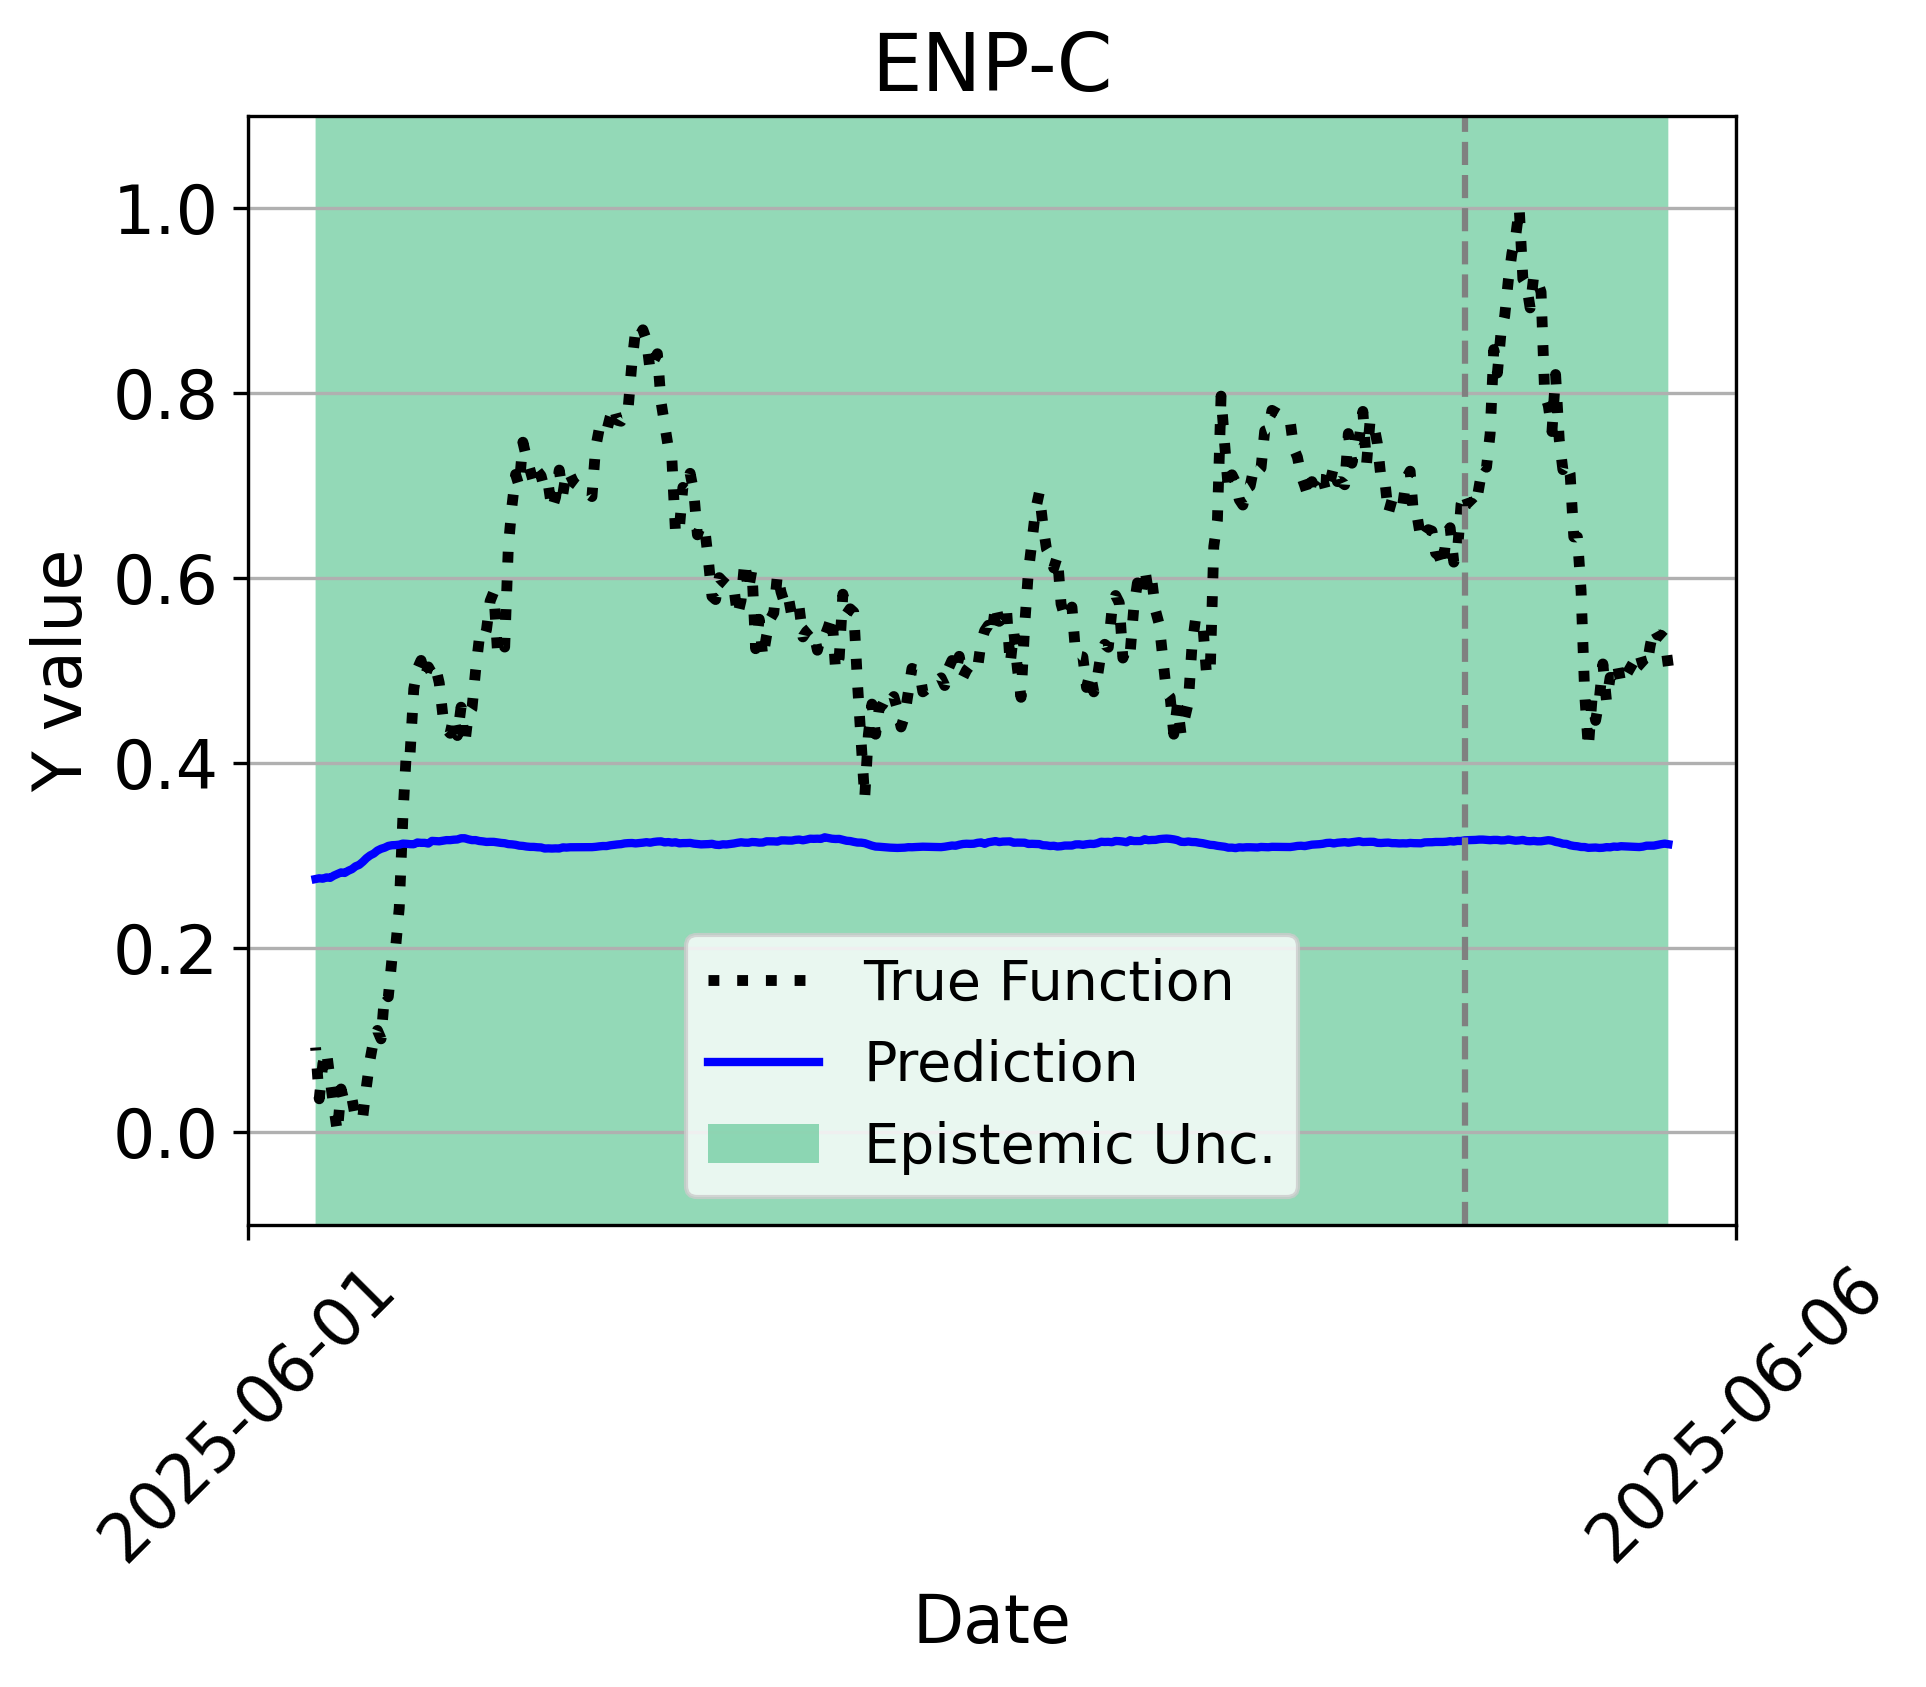 ENP-C
Y value
1.0
0.8
0.6
0.4
0.2
0.0
True Function
Prediction
Epistemic Unc.
2025-06-01
2025-06-06
Date